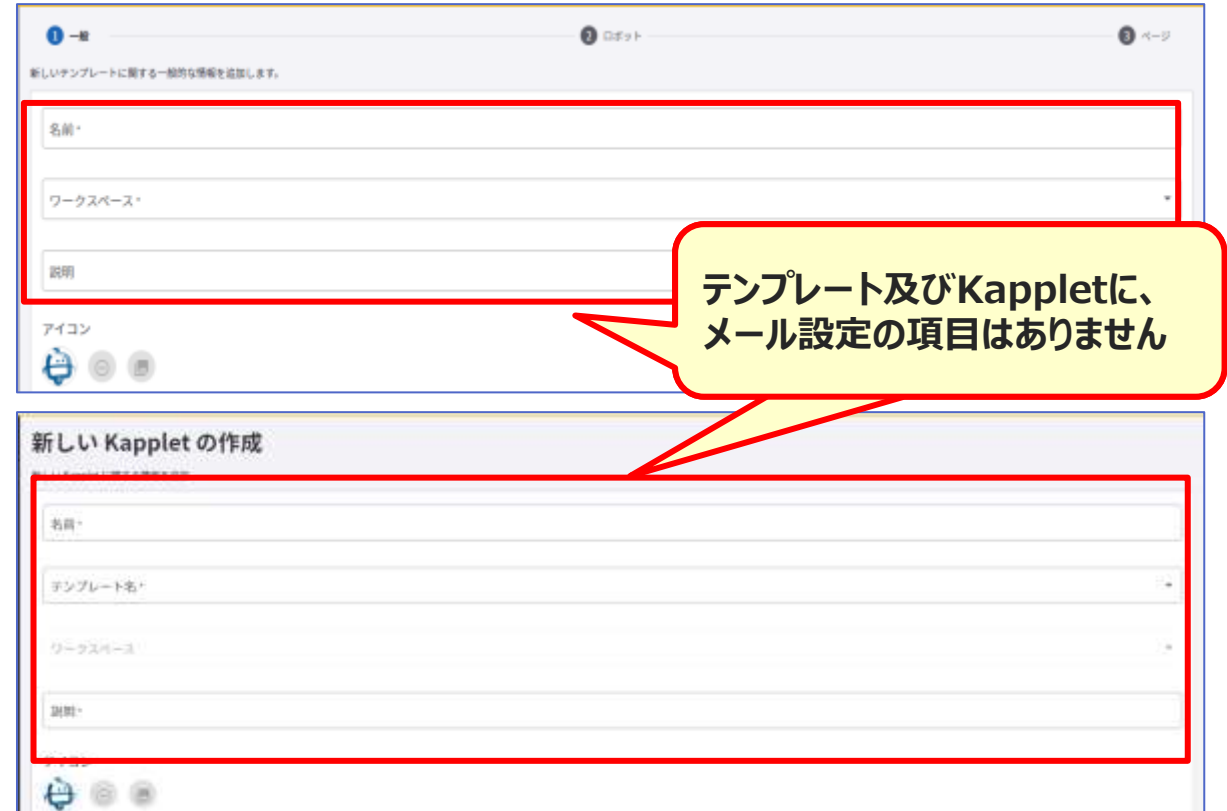 1 一般
2 ロボット
3 ページ
新しいテンプレートに関する一般的な情報を追加します。
名前*
ワークスペース*
説明
テンプレート及びKappletに、
メール設定の項目はありません
アイコン
新しい Kapplet の作成
名前*
テンプレート名*
ワークスペース
説明*